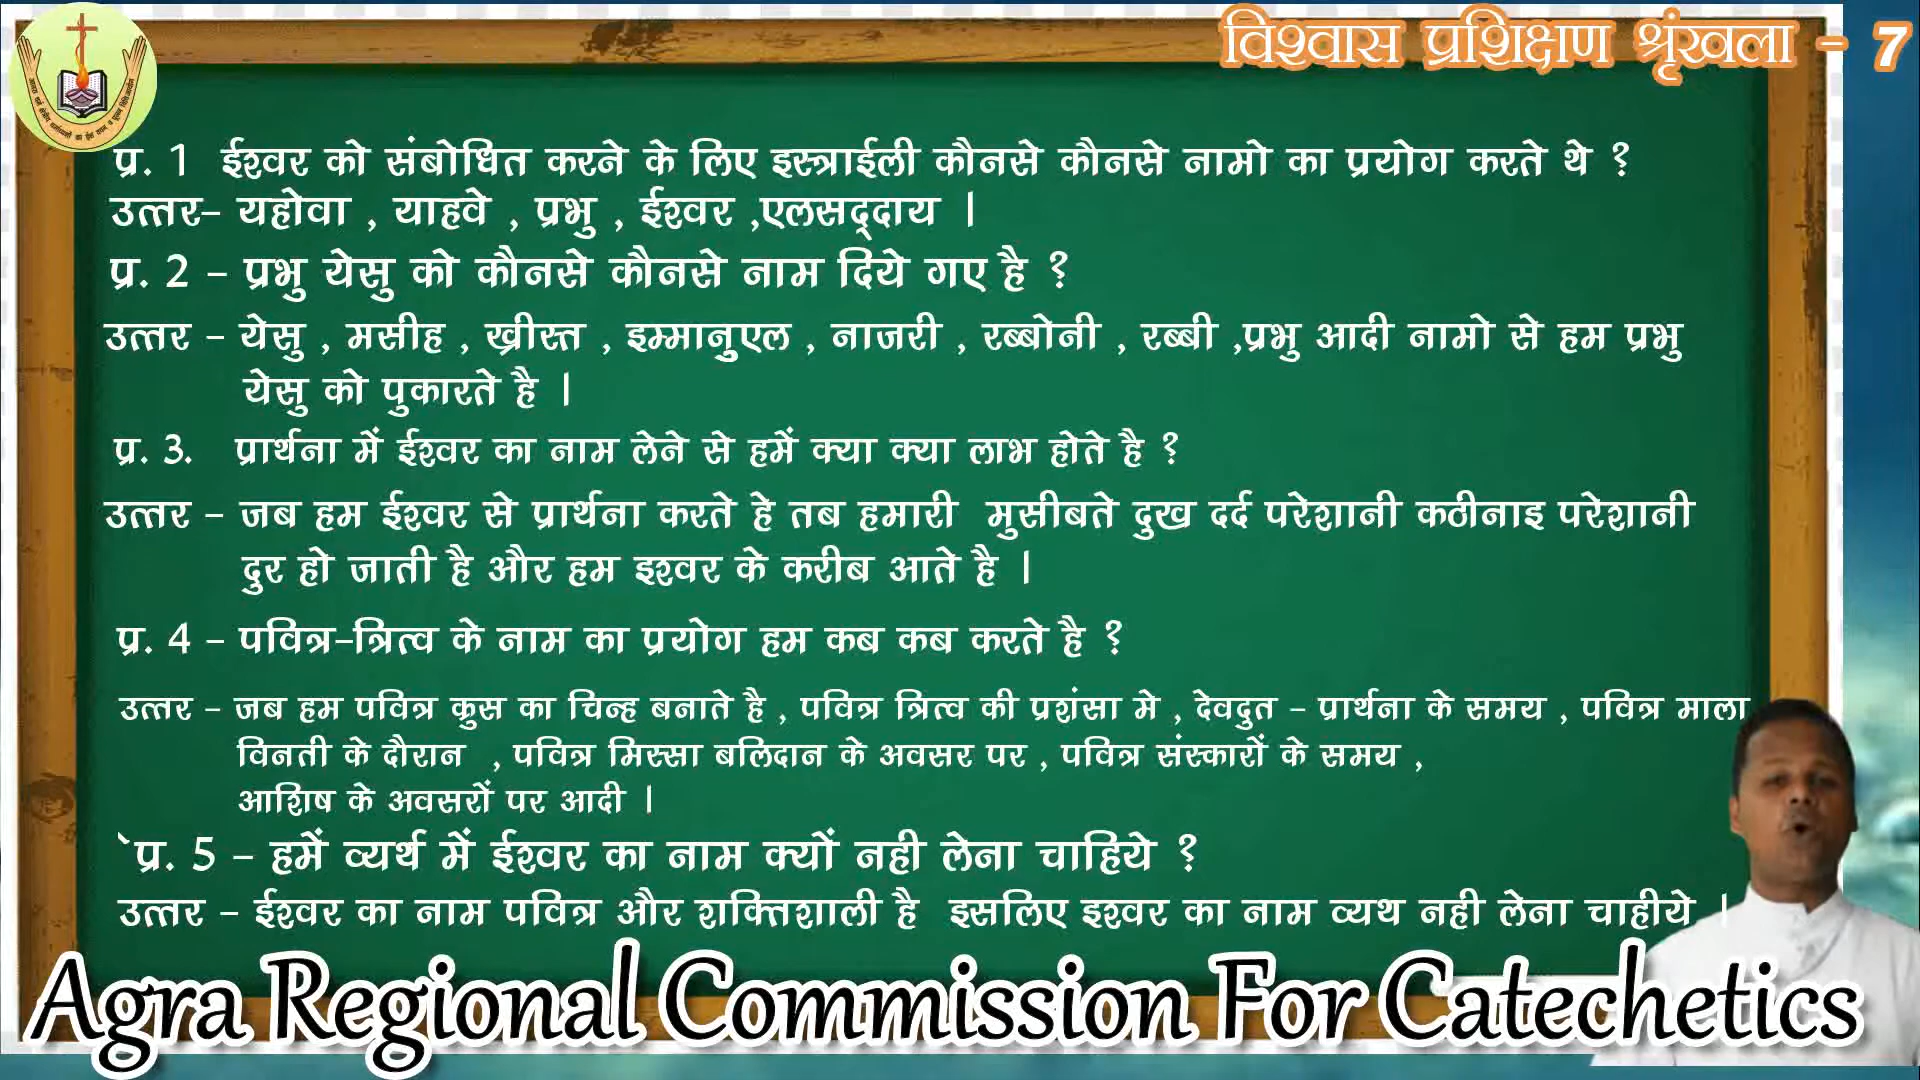 विश्वास प्रशिक्षण श्रृंखला - 7
प्र. 1 ईश्वर को संबोधित करने के लिए इस्त्राईली कौनसे कौनसे नामो का प्रयोग करते थे ?
उत्तर– यहोवा , याहवे , प्रभु , ईश्वर ,एलसद्दाय |
प्र. 2 – प्रभु येसु को कौनसे कौनसे नाम दिये गए है ?
उत्तर – येसु , मसीह , ख्रीस्त , इम्मानुएल , नाजरी , रब्बोनी , रब्बी ,प्रभु आदी नामो से हम प्रभु
येसु को पुकारते है |
प्र. 3. प्रार्थना में ईश्वर का नाम लेने से हमें क्या क्या लाभ होते है ?
उत्तर – जब हम ईश्वर से प्रार्थना करते हे तब हमारी मुसीबते दुख दर्द परेशानी कठीनाइ परेशानी
दुर हो जाती है और हम इश्वर के करीब आते है |
प्र. 4 – पवित्र–त्रित्व के नाम का प्रयोग हम कब कब करते है ?
उत्तर – जब हम पवित्र कुस का चिन्ह बनाते है , पवित्र त्रित्व की प्रशंसा मे , देवदुत – प्रार्थना के समय , पवित्र माला
विनती के दौरान , पवित्र मिस्सा बलिदान के अवसर पर , पवित्र संस्कारों के समय ,
आशिष के अवसरों पर आदी |
`प्र. 5 – हमें व्यर्थ में ईश्वर का नाम क्यों नही लेना चाहिये ?
उत्तर – ईश्वर का नाम पवित्र और शक्तिशाली है इसलिए इश्वर का नाम व्यथ नही लेना चाहीये |
Agra Regional Commission For Catechetics